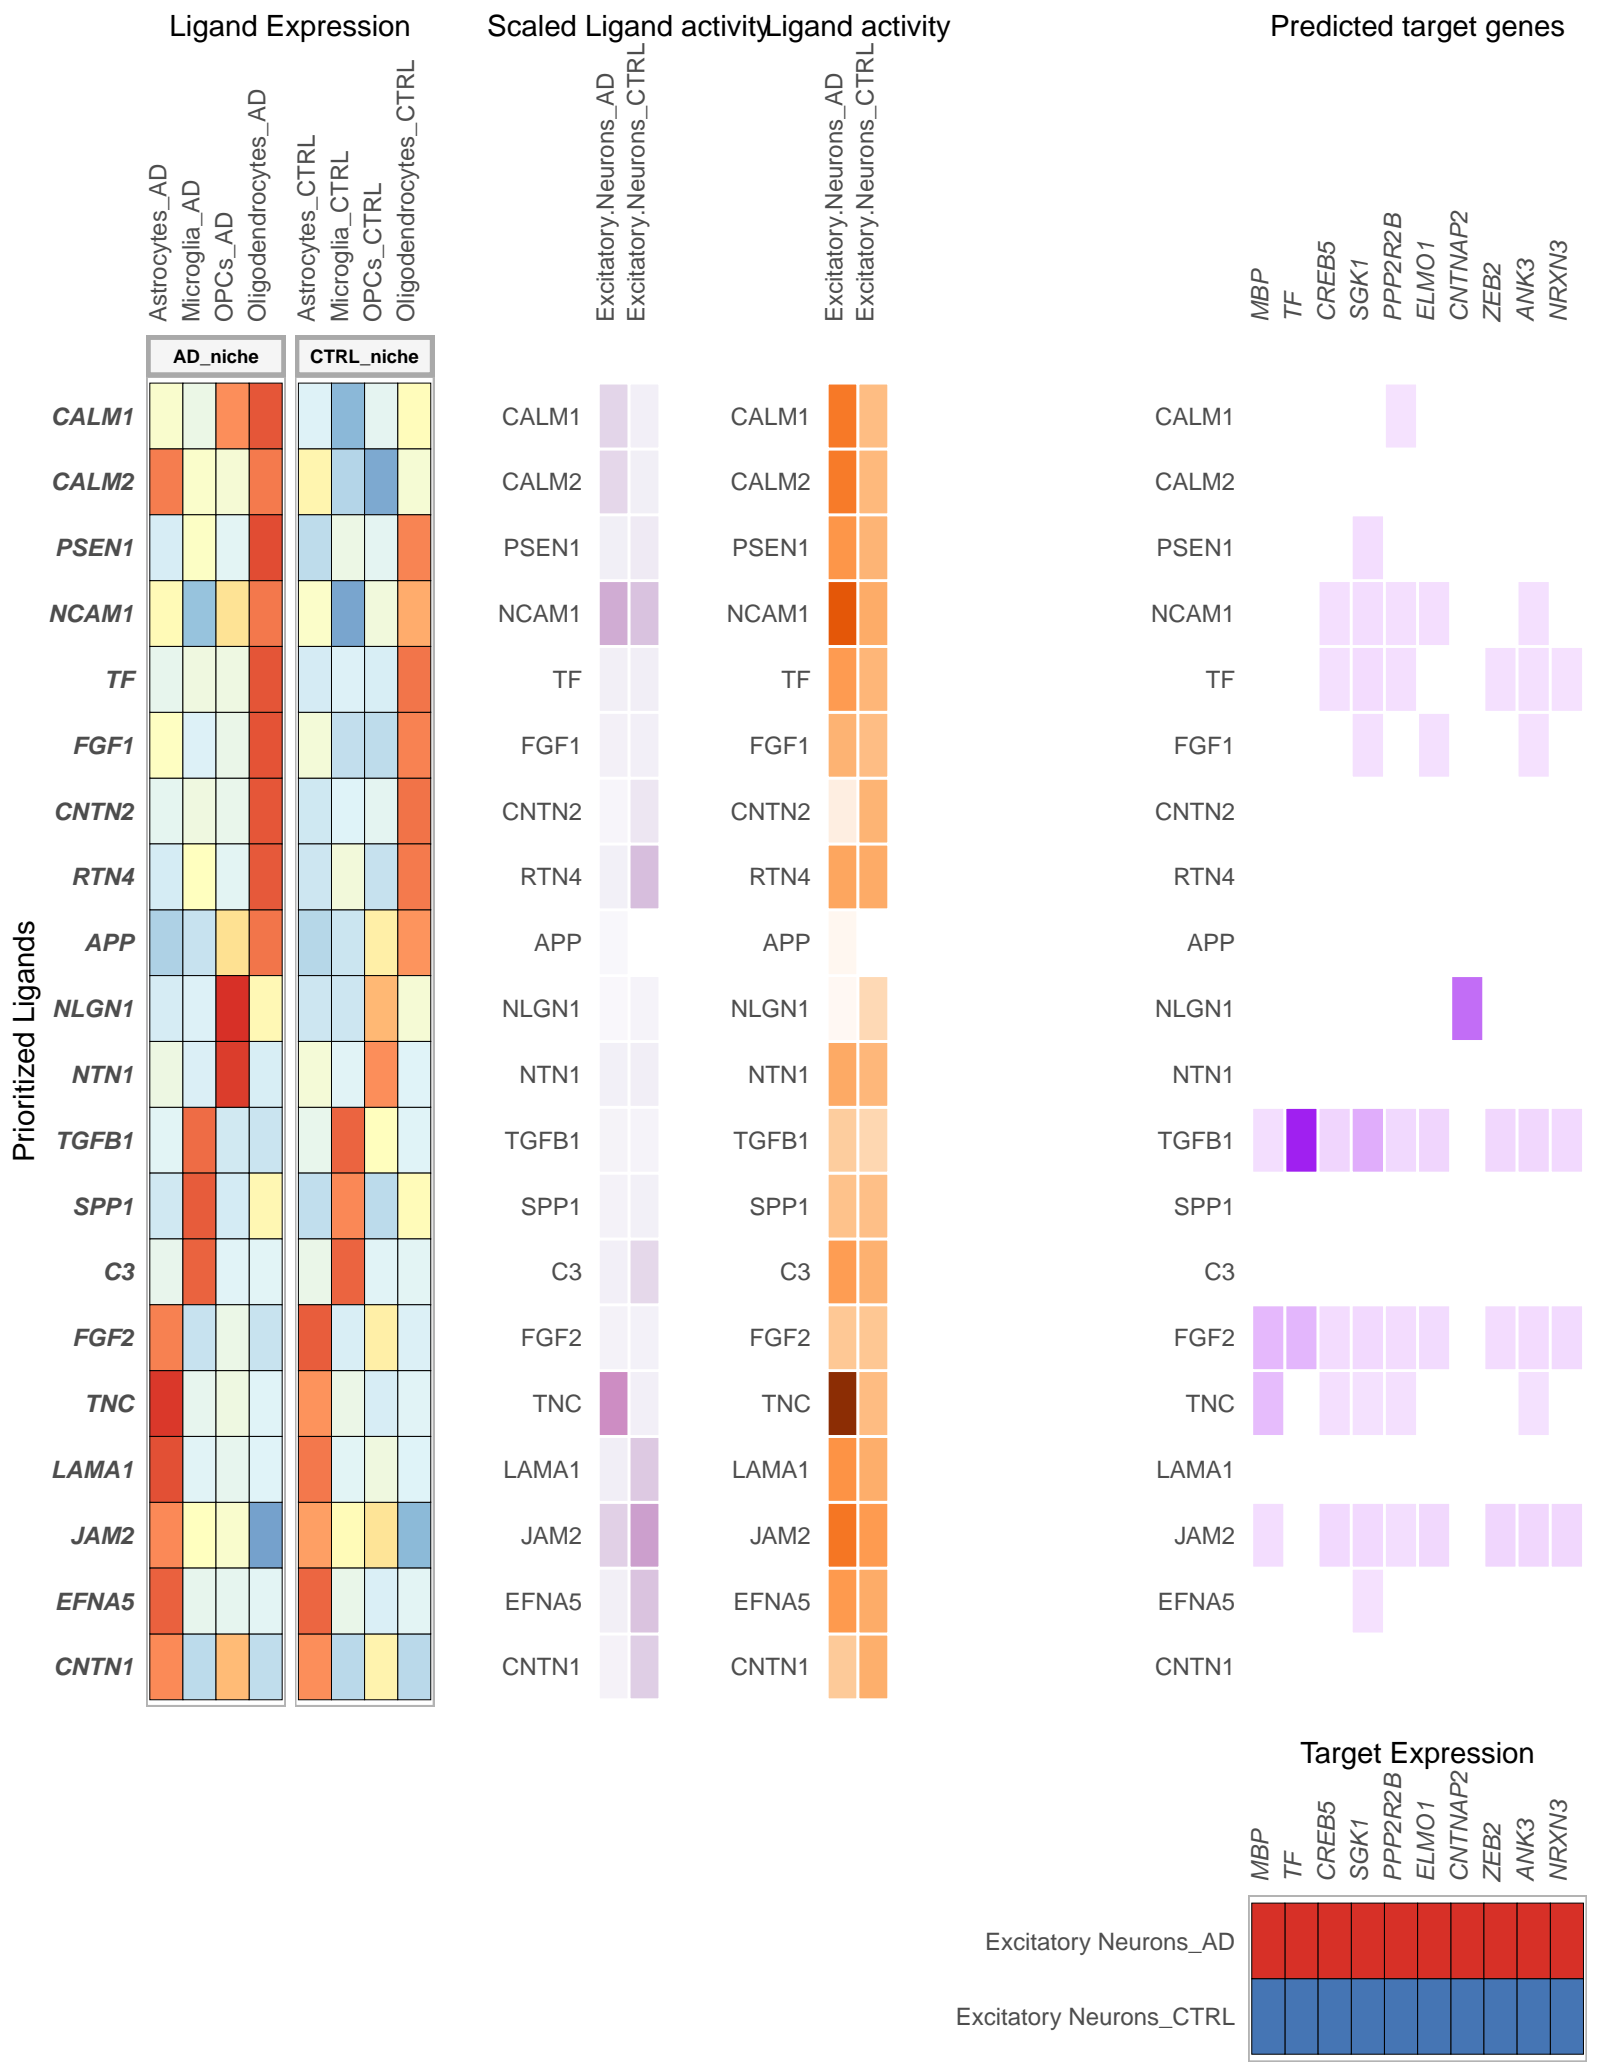 Ligand Expression
Scaled Ligand activity
Ligand activity
Predicted target genes
Astrocytes_AD
Microglia_AD
OPCs_AD
Oligodendrocytes_AD
Astrocytes_CTRL
Microglia_CTRL
OPCs_CTRL
Oligodendrocytes_CTRL
Excitatory.Neurons_AD
Excitatory.Neurons_CTRL
Excitatory.Neurons_AD
Excitatory.Neurons_CTRL
MBP
TF
CREB5
SGK1
PPP2R2B
ELMO1
CNTNAP2
ZEB2
ANK3
NRXN3
AD_niche
CTRL_niche
Prioritized Ligands
CALM1 CALM1 CALM1 CALM1
CALM2 CALM2 CALM2 CALM2
PSEN1 PSEN1 PSEN1 PSEN1
NCAM1 NCAM1 NCAM1 NCAM1
TF TF TF TF
FGF1 FGF1 FGF1 FGF1
CNTN2 CNTN2 CNTN2 CNTN2
RTN4 RTN4 RTN4 RTN4
APP APP APP APP
NLGN1 NLGN1 NLGN1 NLGN1
NTN1 NTN1 NTN1 NTN1
TGFB1 TGFB1 TGFB1 TGFB1
SPP1 SPP1 SPP1 SPP1
C3 C3 C3 C3
FGF2 FGF2 FGF2 FGF2
TNC TNC TNC TNC
LAMA1 LAMA1 LAMA1 LAMA1
JAM2 JAM2 JAM2 JAM2
EFNA5 EFNA5 EFNA5 EFNA5
CNTN1 CNTN1 CNTN1 CNTN1
Target Expression
MBP
TF
CREB5
SGK1
PPP2R2B
ELMO1
CNTNAP2
ZEB2
ANK3
NRXN3
Excitatory Neurons_AD
Excitatory Neurons_CTRL